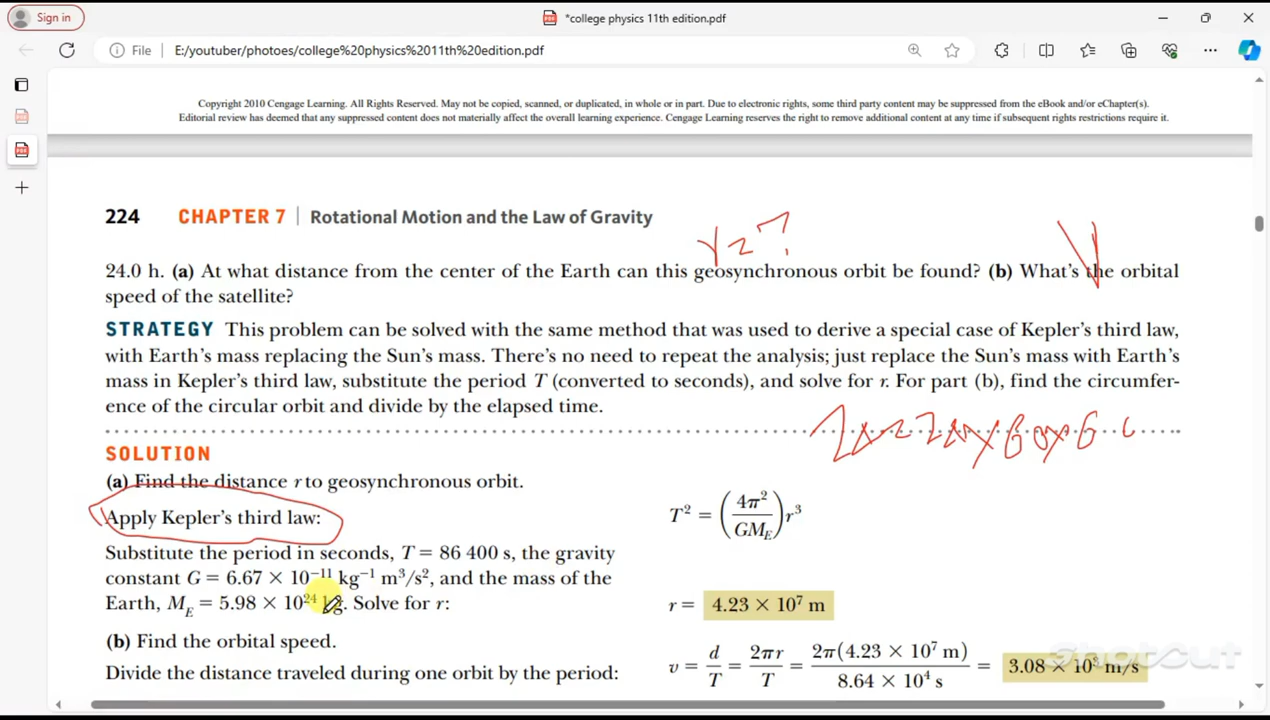 Sign in
*college physics 11th edition.pdf
File
E:/youtuber/photoes/college%20physics%2011th%20edition.pdf
Copyright 2010 Cengage Learning. All Rights Reserved. May not be copied, scanned, or duplicated, in whole or in part. Due to electronic rights, some third party content may be suppressed from the eBook and/or eChapter(s).
Editorial review has deemed that any suppressed content does not materially affect the overall learning experience. Cengage Learning reserves the right to remove additional content at any time if subsequent rights restrictions require it.
224 CHAPTER 7 | Rotational Motion and the Law of Gravity
24.0 h. (a) At what distance from the center of the Earth can this geosynchronous orbit be found? (b) What's the orbital
speed of the satellite?
STRATEGY This problem can be solved with the same method that was used to derive a special case of Kepler's third law,
with Earth's mass replacing the Sun's mass. There's no need to repeat the analysis; just replace the Sun's mass with Earth's
mass in Kepler's third law, substitute the period T (converted to seconds), and solve for r. For part (b), find the circumfer-
ence of the circular orbit and divide by the elapsed time.
SOLUTION
(a) Find the distance r to geosynchronous orbit.
Apply Kepler's third law:
T² = (4π²/GM_E) r³
Substitute the period in seconds, T = 86 400 s, the gravity
constant G = 6.67 × 10⁻¹¹ kg⁻¹ m³/s², and the mass of the
Earth, M_E = 5.98 × 10²⁴ kg. Solve for r:
r = 4.23 × 10⁷ m
(b) Find the orbital speed.
Divide the distance traveled during one orbit by the period:
v = d/T = 2πr/T = 2π(4.23 × 10⁷ m)/8.64 × 10⁴ s = 3.08 × 10³ m/s
shotcut